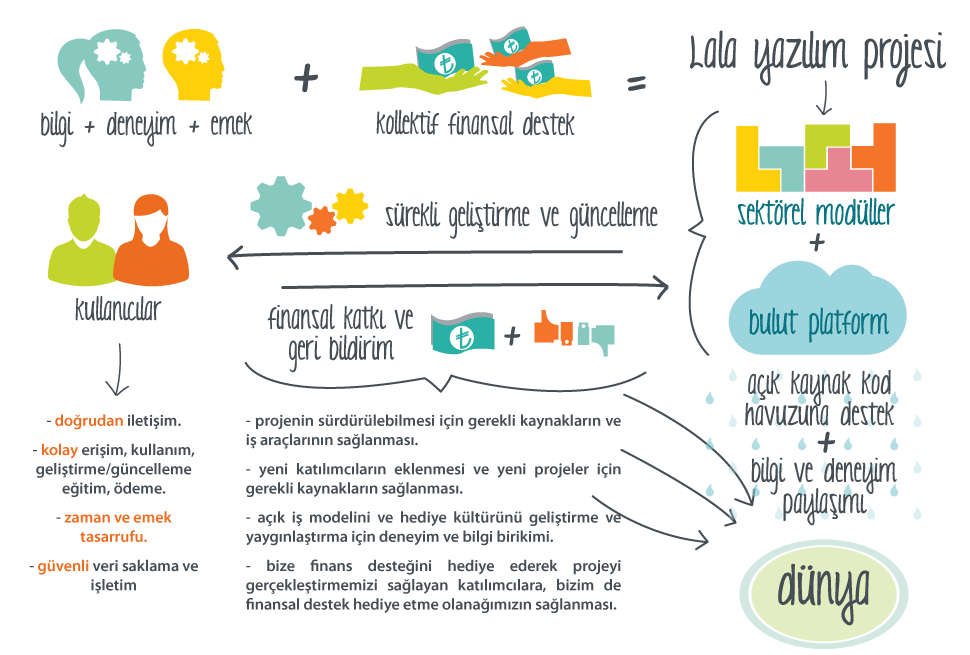 bilgi + deneyim + emek
+
kollektif finansal destek
=
Lala yazılım projesi
sektörel modüller
+
bulut platform
sürekli geliştirme ve güncelleme
kullanıcılar
finansal katkı ve
geri bildirim
+
- doğrudan iletişim.
- kolay erişim, kullanım,
geliştirme/güncelleme
eğitim, ödeme.
- zaman ve emek
tasarrufu.
- güvenli veri saklama ve
işletim
- projenin sürdürülebilmesi için gerekli kaynakların ve
iş araçlarının sağlanması.
- yeni katılımcıların eklenmesi ve yeni projeler için
gerekli kaynakların sağlanması.
- açık iş modelini ve hediye kültürünü geliştirme ve
yaygınlaştırma için deneyim ve bilgi birikimi.
- bize finans desteğini hediye ederek projeyi
gerçekleştirmemizi sağlayan katılımcılara, bizim de
finansal destek hediye etme olanağımızın sağlanması.
açık kaynak kod
havuzuna destek
+
bilgi ve deneyim
paylaşımı
dünya